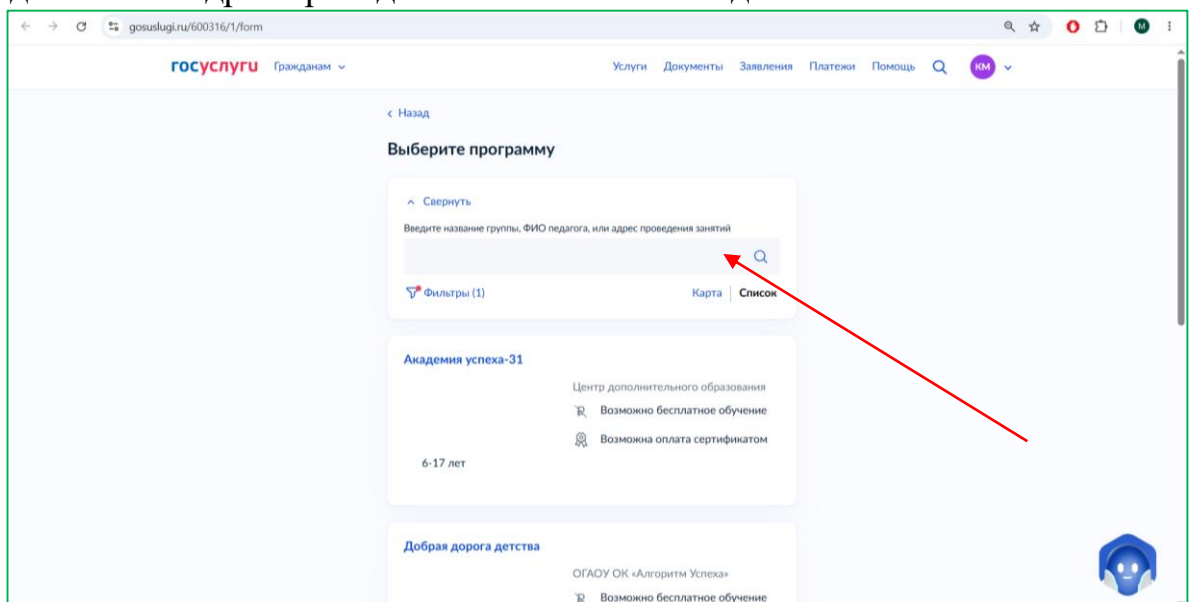 gosuslugi.ru/600316/1/form
M
госуслуги Гражданам Услуги Документы Заявления Платежи Помощь КМ
Назад
Выберите программу
Свернуть
Введите название группы, ФИО педагога, или адрес проведения занятий
Фильтры (1) Карта Список
Академия успеха-31
Центр дополнительного образования
Возможно бесплатное обучение
Возможна оплата сертификатом
6-17 лет
Добрая дорога детства
ОГАОУ ОК «Алгоритм Успеха»
Возможно бесплатное обучение